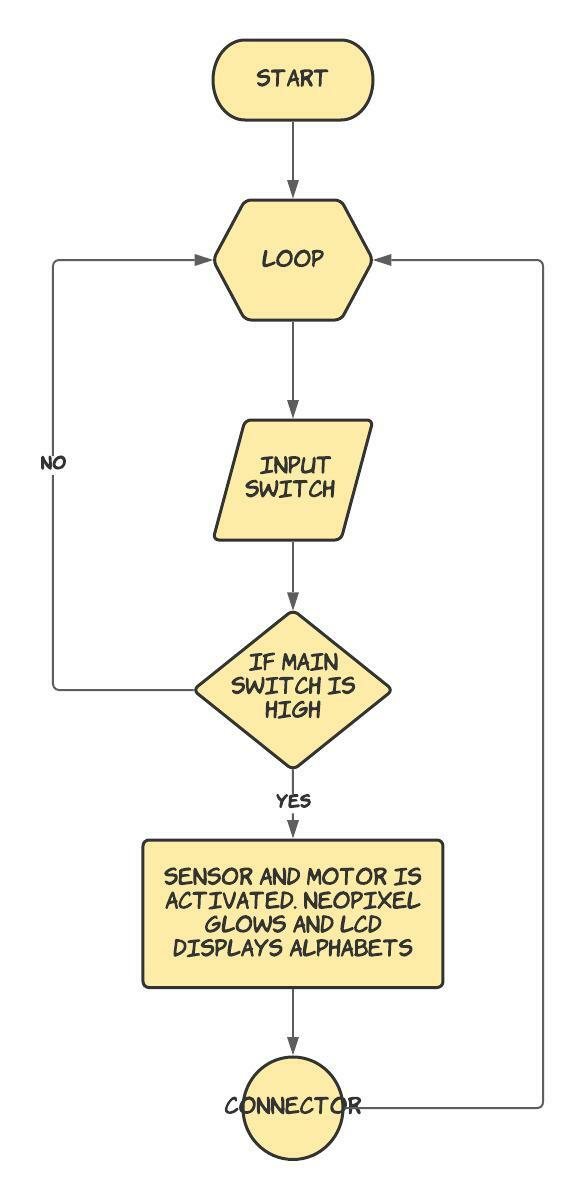 START
LOOP
NO
INPUT
SWITCH
IF MAIN
SWITCH IS
HIGH
YES
SENSOR AND MOTOR IS
ACTIVATED. NEOPIXEL
GLOWS AND LCD
DISPLAYS ALPHABETS
CONNECTOR